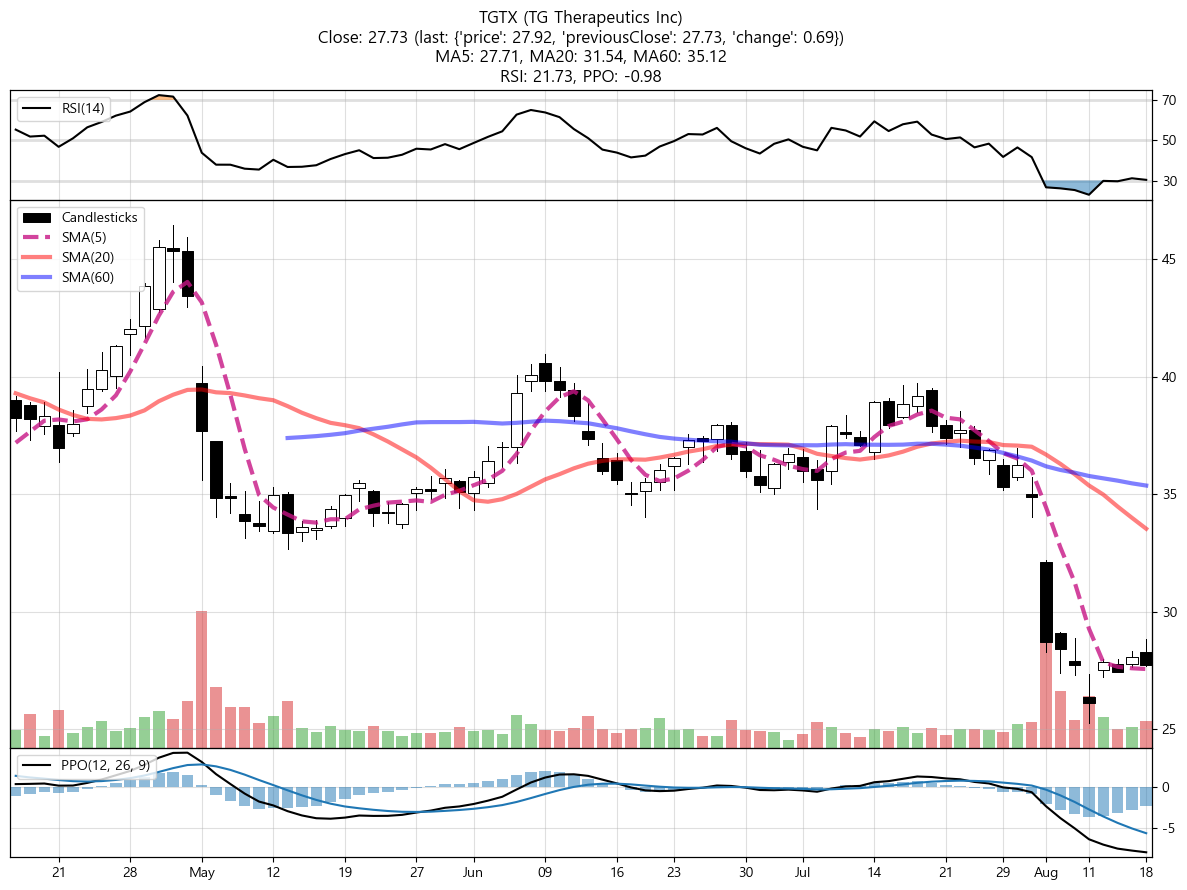 TGTX (TG Therapeutics Inc)
Close: 27.73 (last: {'price': 27.92, 'previousClose': 27.73, 'change': 0.69})
MA5: 27.71, MA20: 31.54, MA60: 35.12
RSI: 21.73, PPO: -0.98
RSI(14)
70
50
30
Candlesticks
SMA(5)
SMA(20)
SMA(60)
45
40
35
30
25
PPO(12, 26, 9)
0
-5
21 28 May 12 19 27 Jun 09 16 23 30 Jul 14 21 29 Aug 11 18